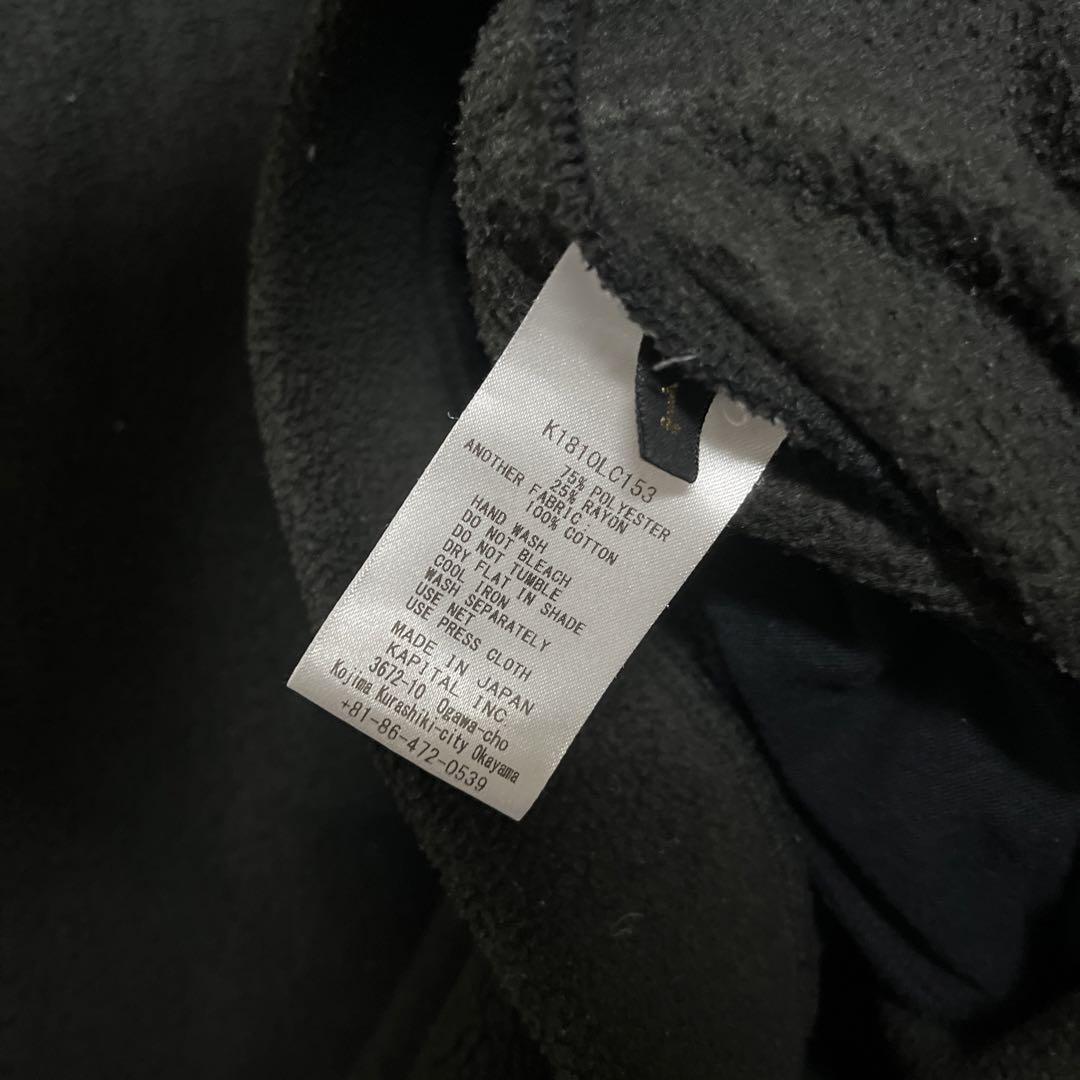 1
K1810LC153
75% POLYESTER
25% RAYON
ANOTHER FABRIC:
100% COTTON
HAND WASH
DO NOT BLEACH
DO NOT TUMBLE
DRY FLAT IN SHADE
COOL IRON
WASH SEPARATELY
USE NET
USE PRESS CLOTH
MADE IN JAPAN
KAPITAL INC.
3672-10 Ogawa-cho
Kojima Kurashiki-city Okayama
+81-86-472-0539